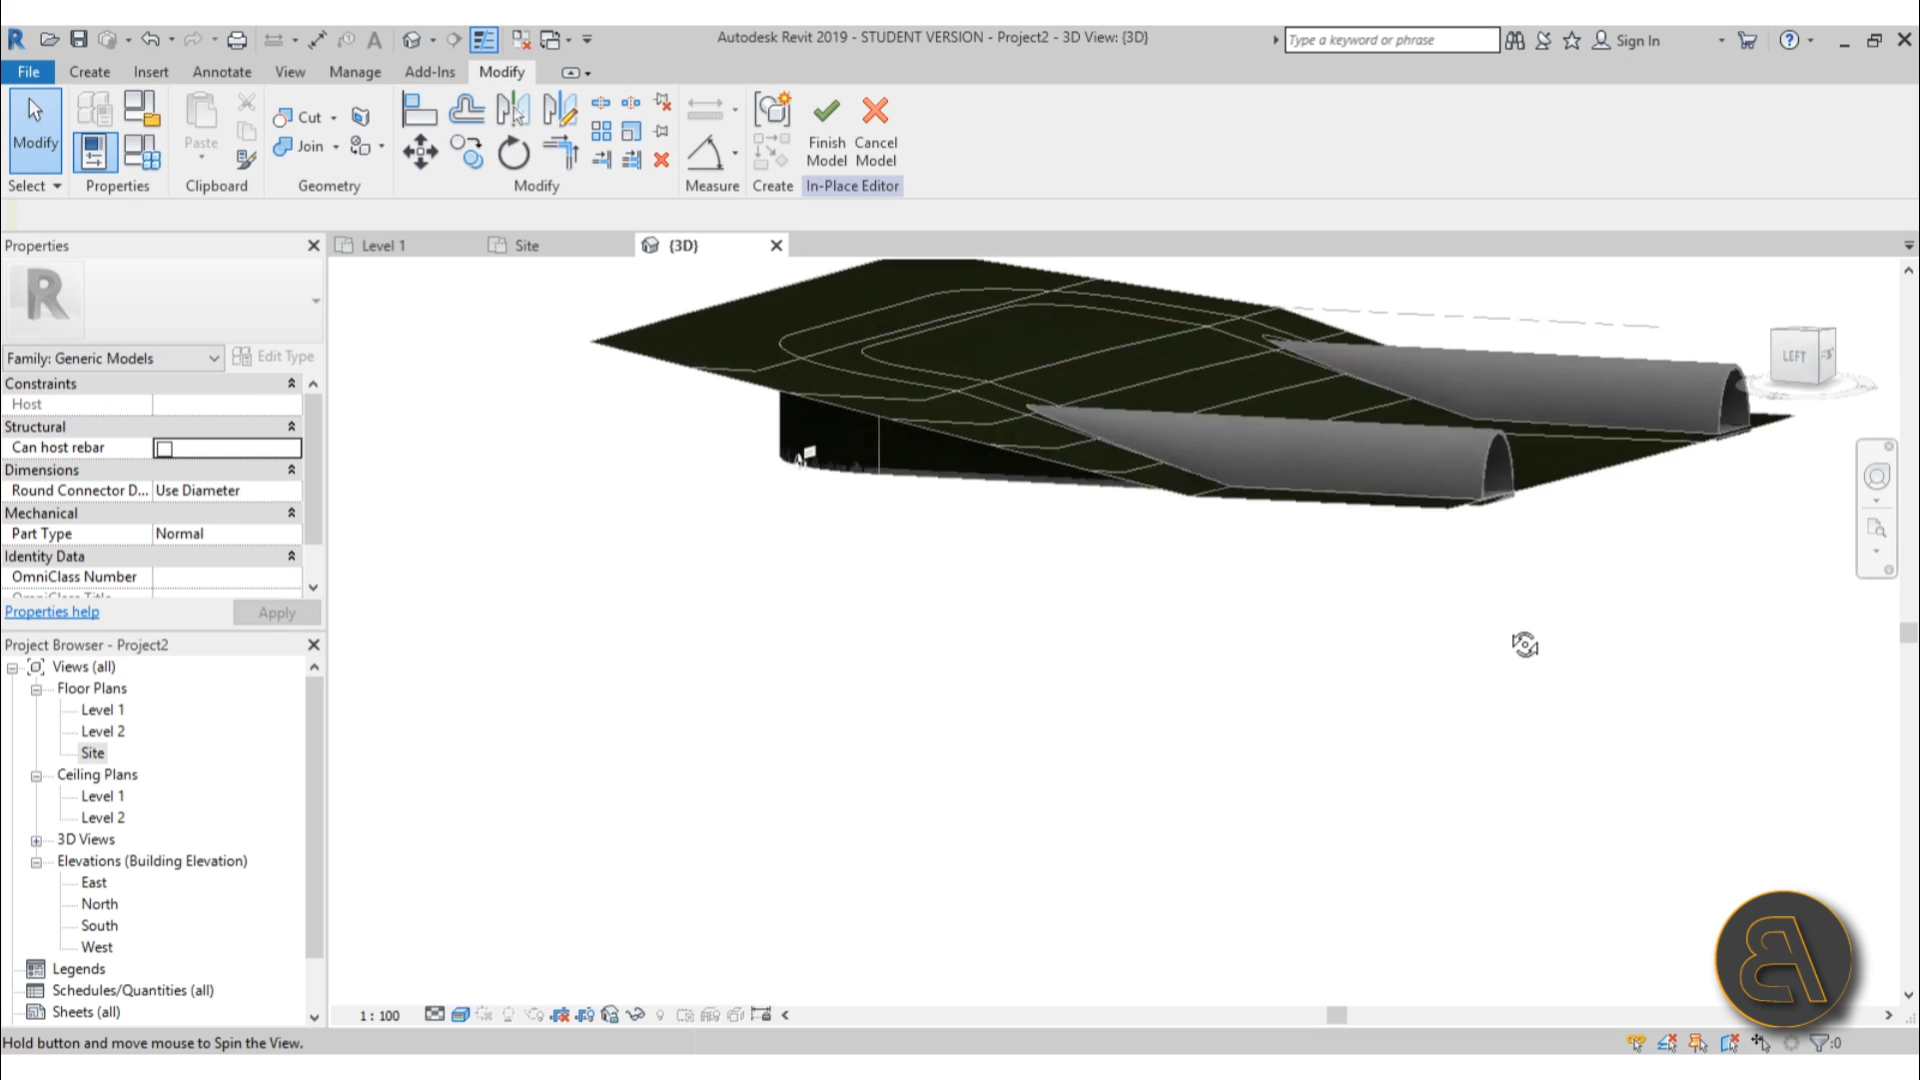 Autodesk Revit 2019 - STUDENT VERSION - Project2 - 3D View: {3D}
Type a keyword or phrase
Sign In
File Create Insert Annotate View Manage Add-Ins Modify
Modify
Paste
Cut
Join
Finish Model
Cancel Model
Select Properties Clipboard Geometry Modify Measure Create In-Place Editor
Properties
Level 1
Site
{3D}
R
Family: Generic Models
Edit Type
Constraints
Host
Structural
Can host rebar
Dimensions
Round Connector D... Use Diameter
Mechanical
Part Type Normal
Identity Data
OmniClass Number
OmniClass Title
Properties help
Apply
LEFT
Project Browser - Project2
Views (all)
Floor Plans
Level 1
Level 2
Site
Ceiling Plans
Level 1
Level 2
3D Views
Elevations (Building Elevation)
East
North
South
West
Legends
Schedules/Quantities (all)
Sheets (all)
1 : 100
Hold button and move mouse to Spin the View.
:0